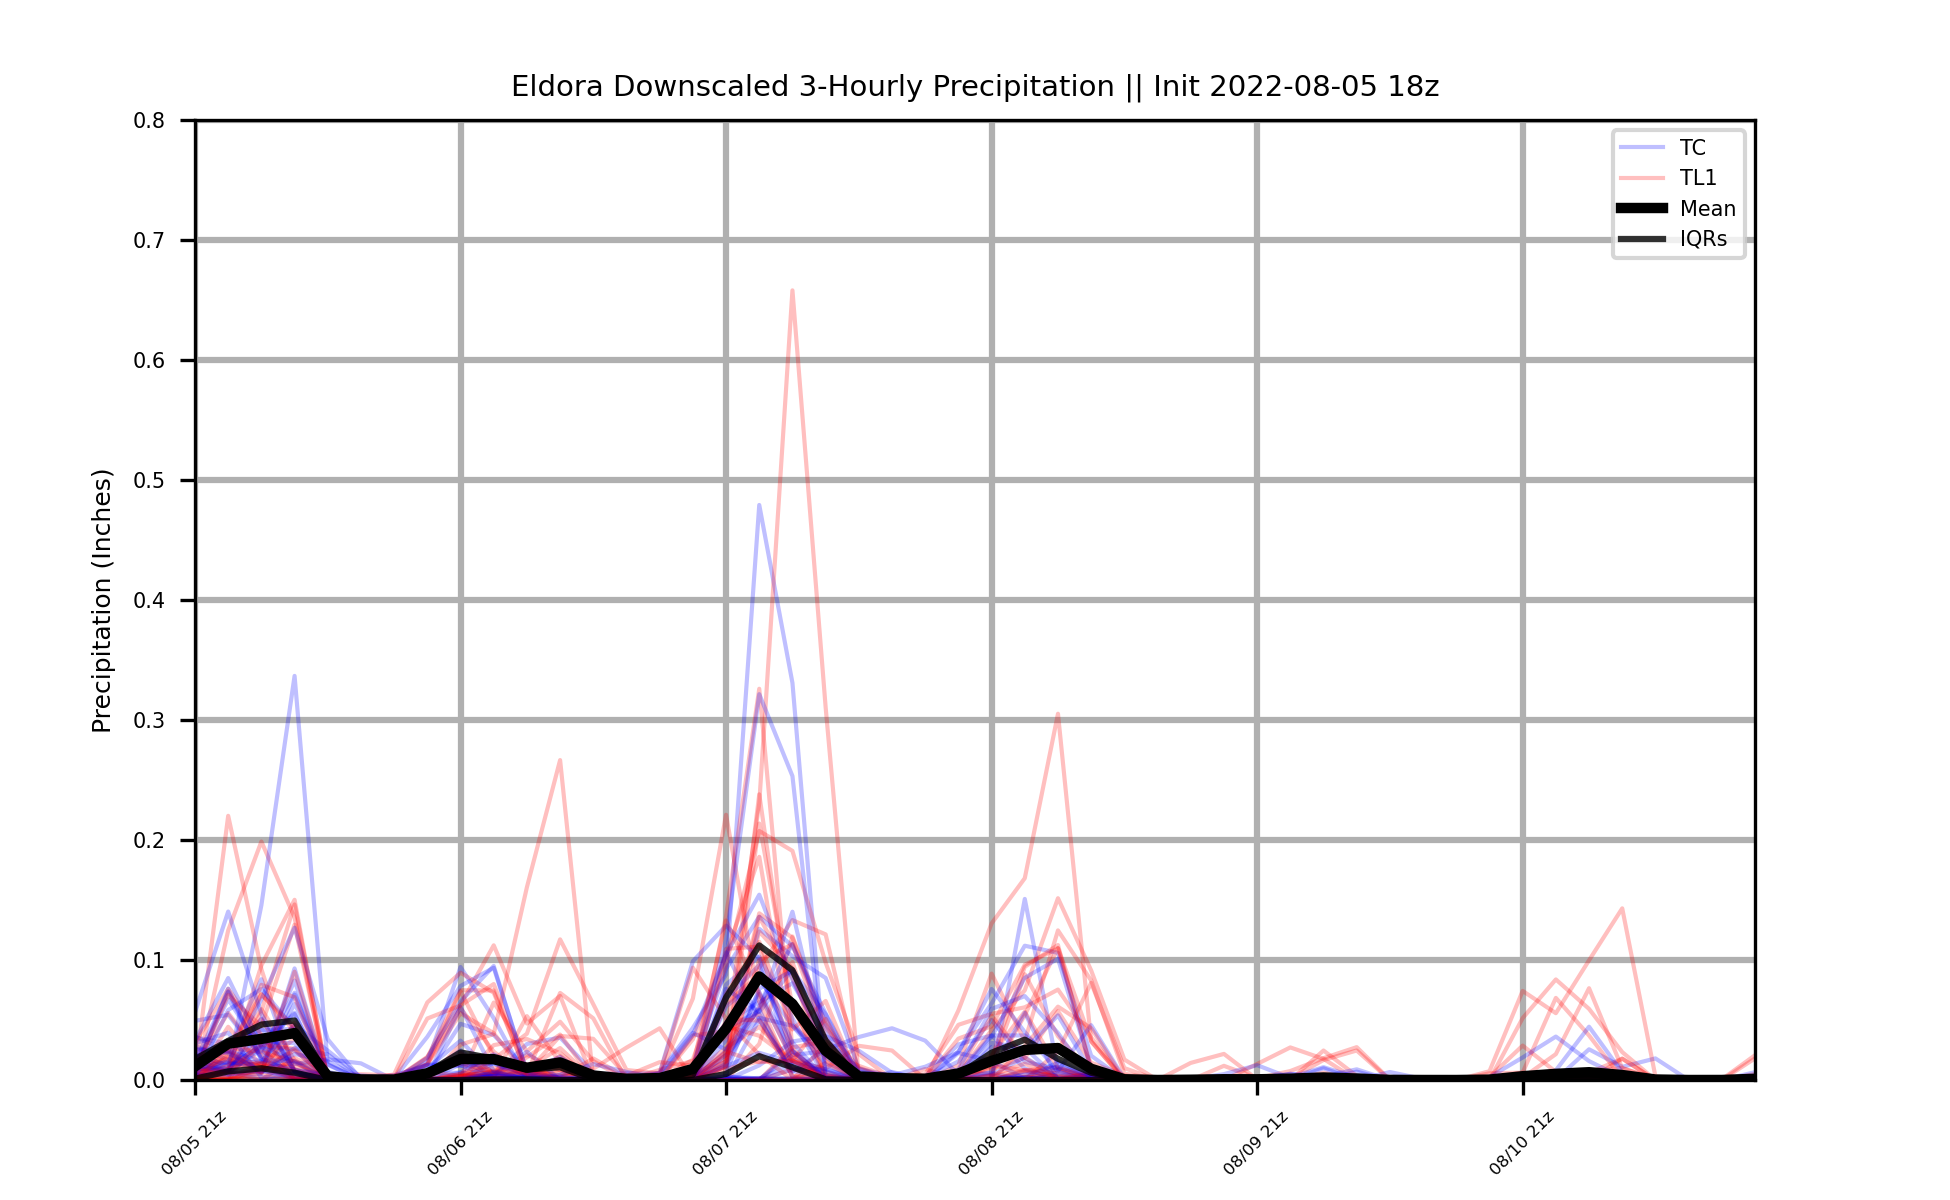 Eldora Downscaled 3-Hourly Precipitation || Init 2022-08-05 18z
Precipitation (Inches)
0.8
0.7
0.6
0.5
0.4
0.3
0.2
0.1
0.0
TC
TL1
Mean
IQRs
08/05 21z
08/06 21z
08/07 21z
08/08 21z
08/09 21z
08/10 21z